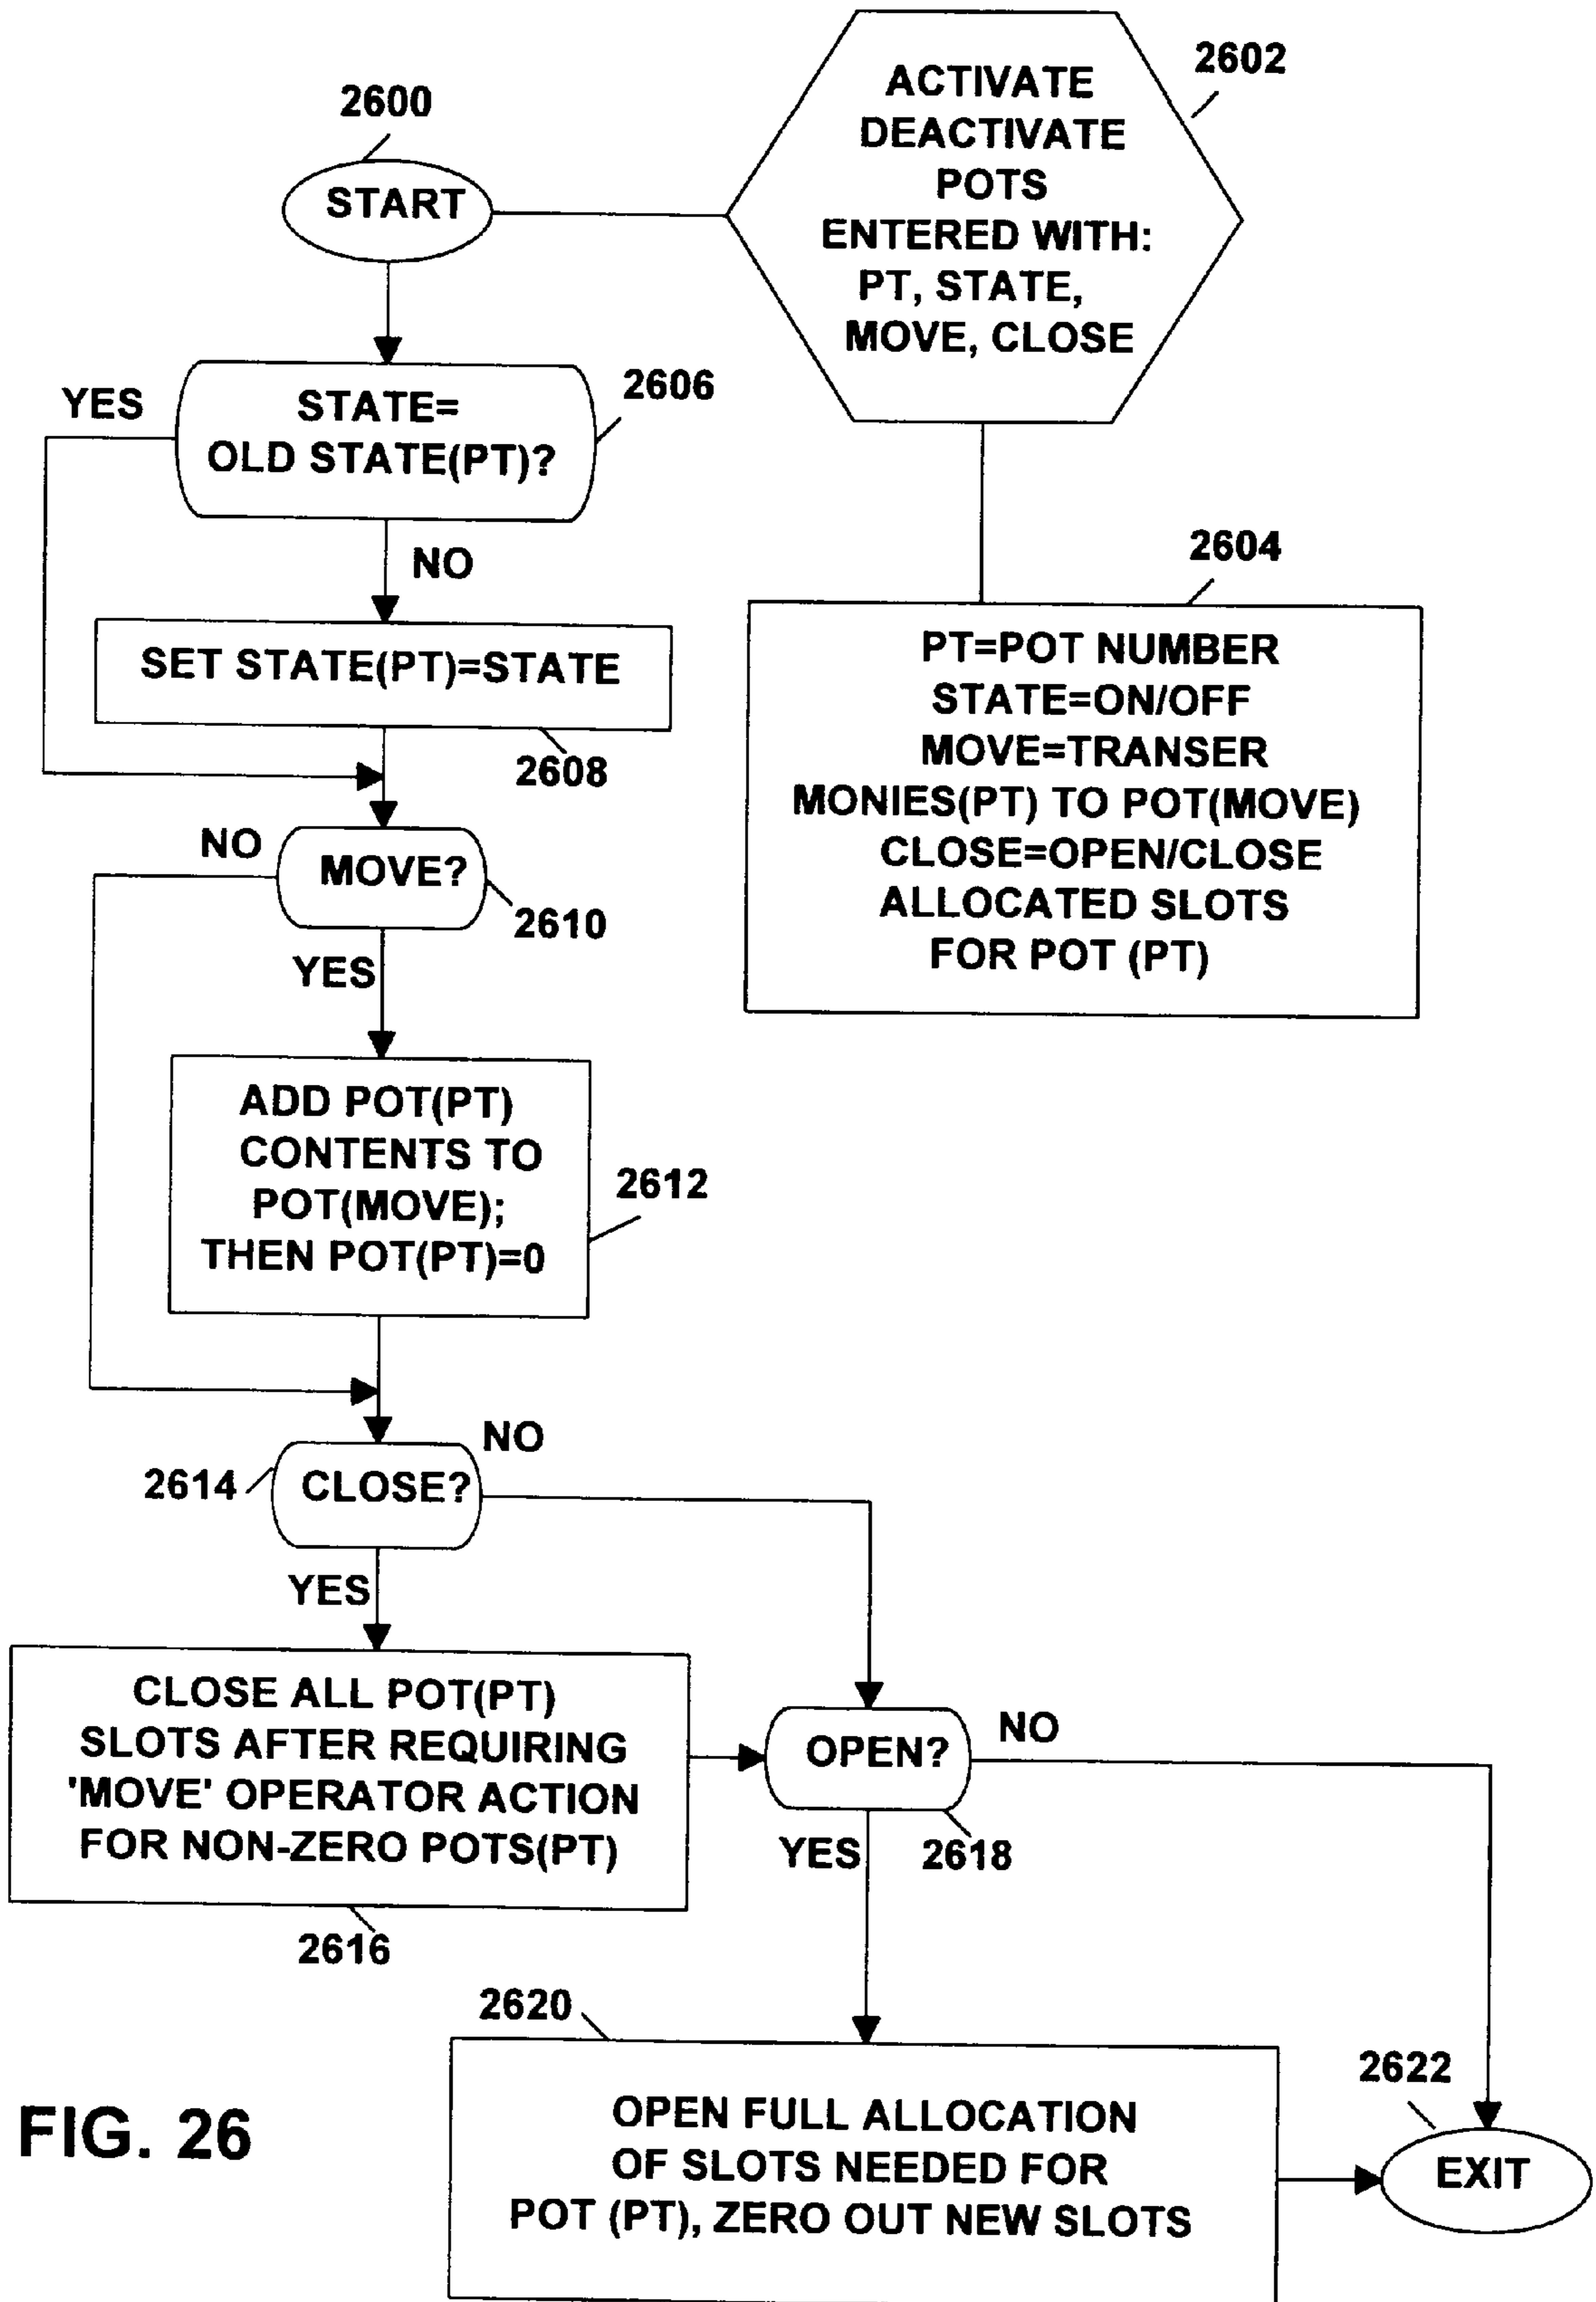 2600
START
2602
ACTIVATE
DEACTIVATE
POTS
ENTERED WITH:
PT, STATE,
MOVE, CLOSE
2604
PT=POT NUMBER
STATE=ON/OFF
MOVE=TRANSER
MONIES(PT) TO POT(MOVE)
CLOSE=OPEN/CLOSE
ALLOCATED SLOTS
FOR POT (PT)
YES
STATE=
OLD STATE(PT)?
2606
NO
SET STATE(PT)=STATE
2608
NO
MOVE?
2610
YES
ADD POT(PT)
CONTENTS TO
POT(MOVE);
THEN POT(PT)=0
2612
NO
2614
CLOSE?
YES
CLOSE ALL POT(PT)
SLOTS AFTER REQUIRING
'MOVE' OPERATOR ACTION
FOR NON-ZERO POTS(PT)
2616
OPEN?
NO
YES
2618
2620
OPEN FULL ALLOCATION
OF SLOTS NEEDED FOR
POT (PT), ZERO OUT NEW SLOTS
2622
EXIT
FIG. 26